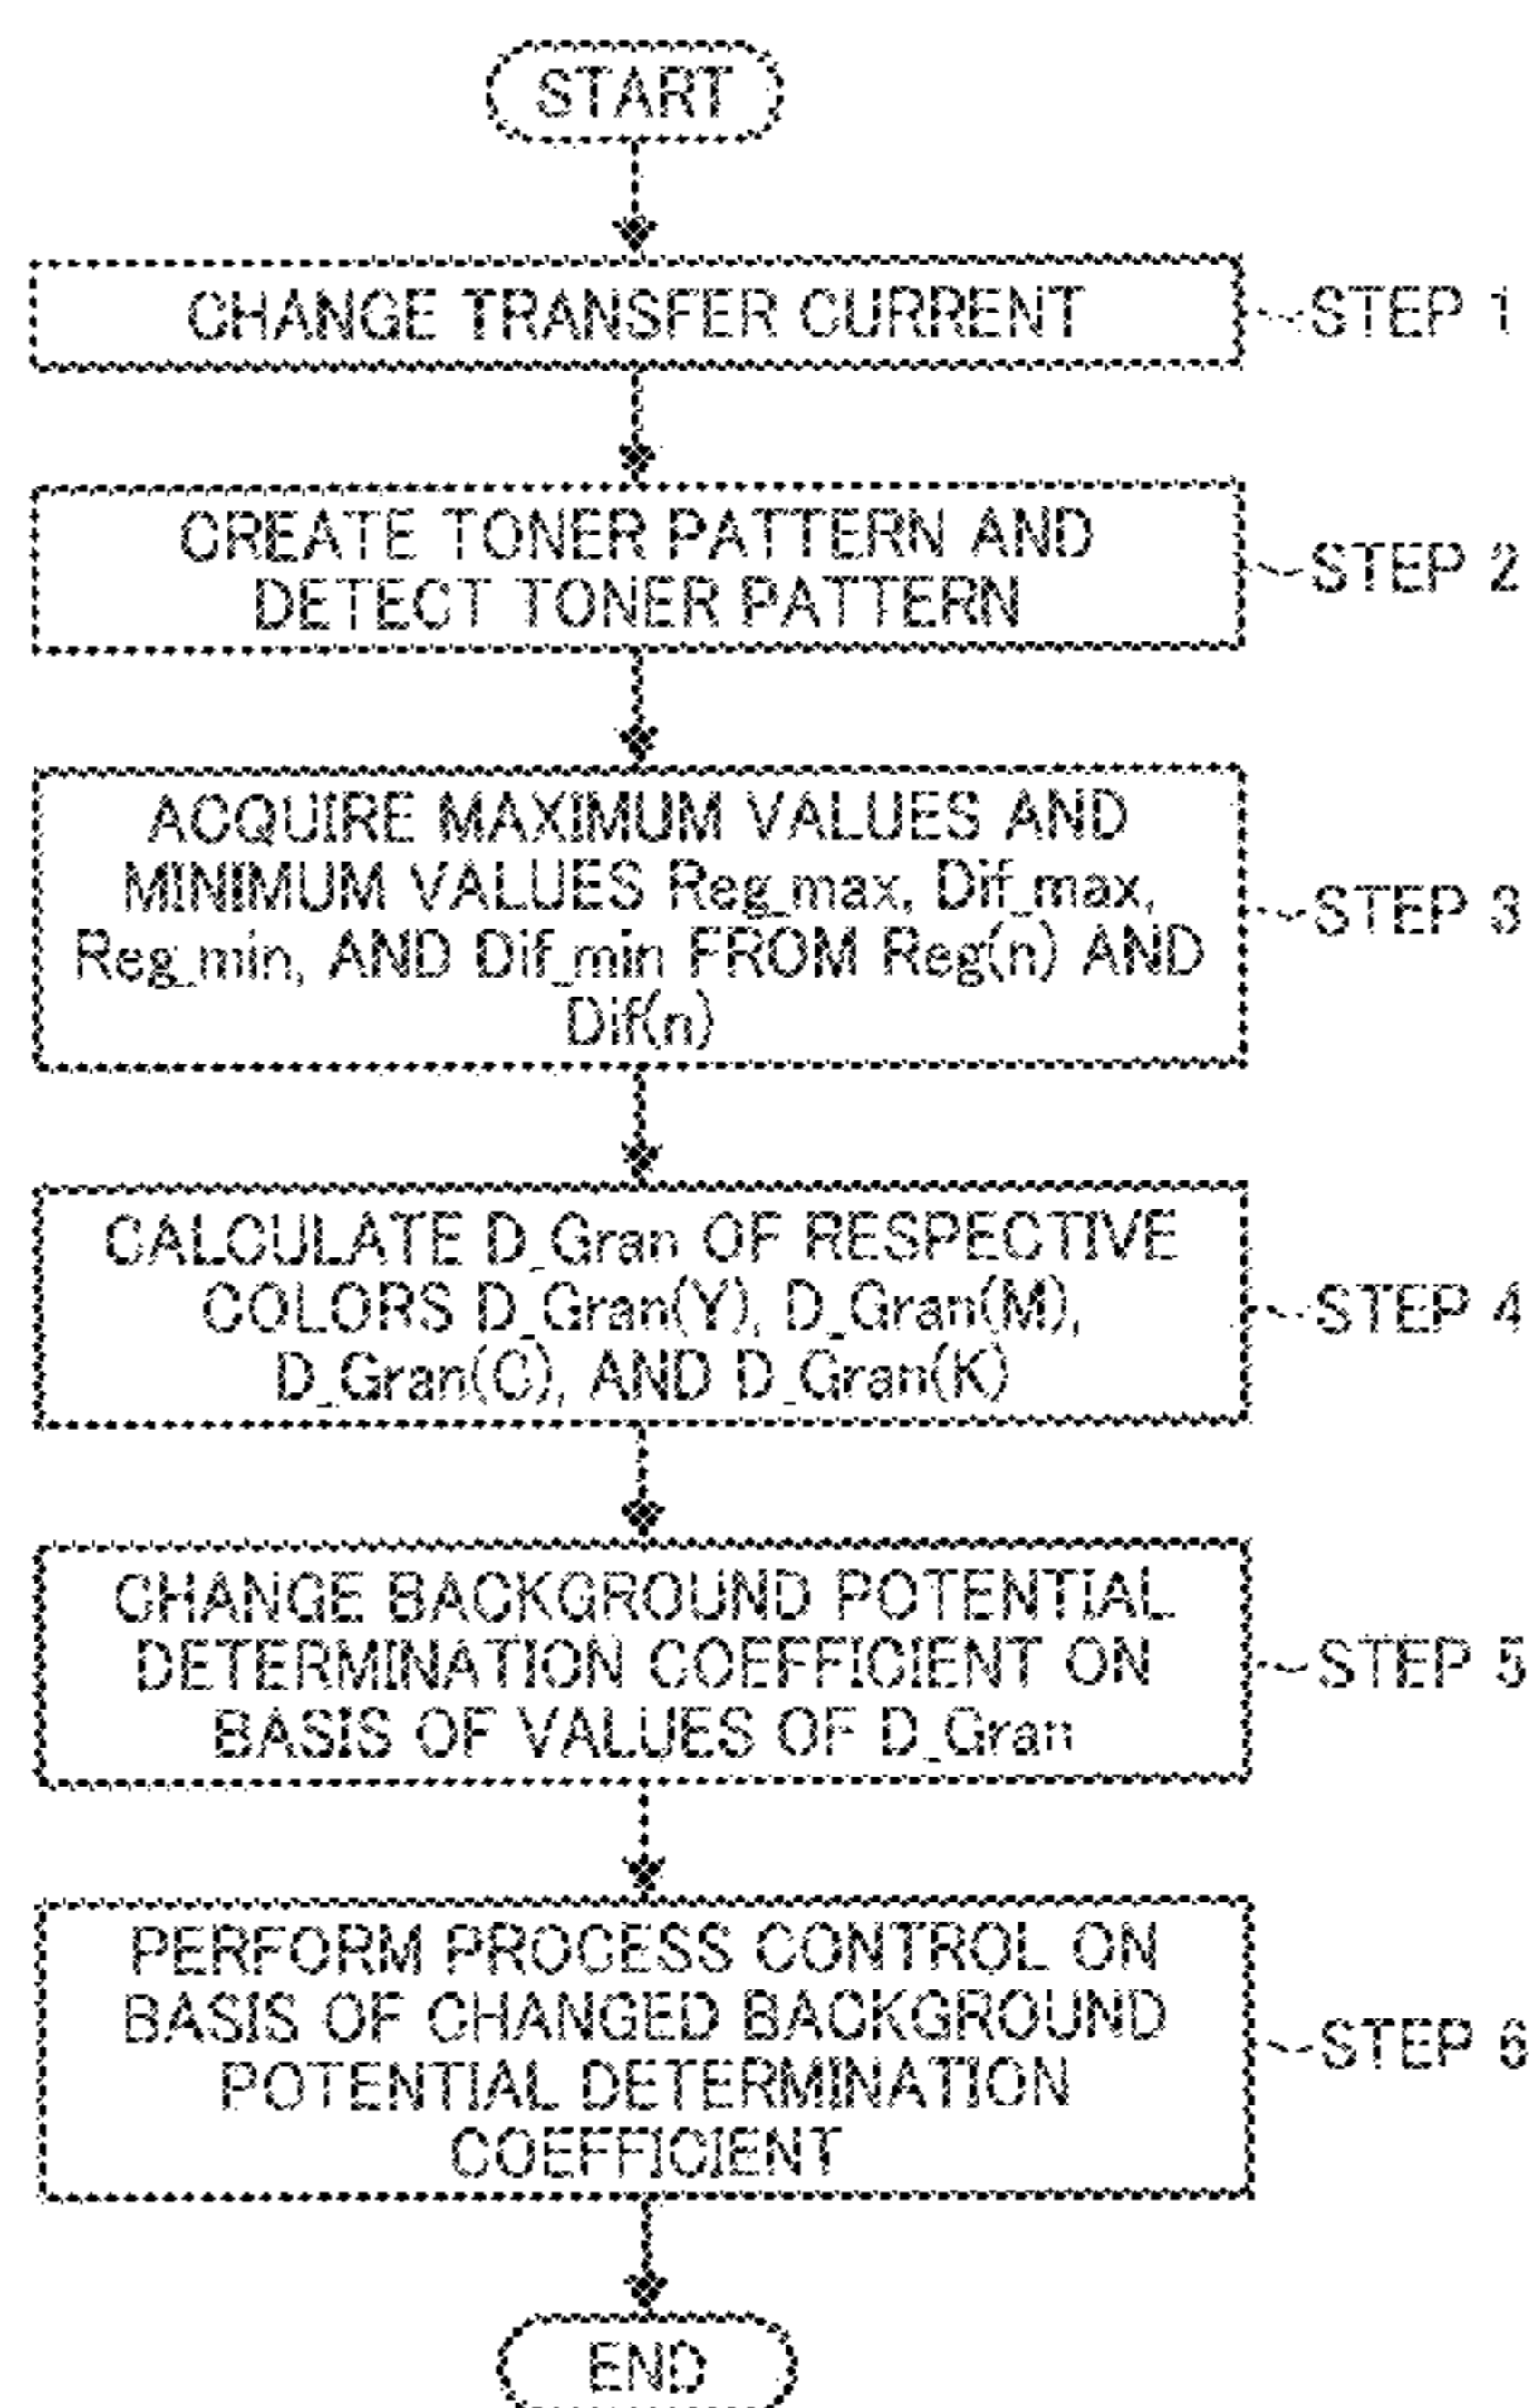 START
CHANGE TRANSFER CURRENT
STEP 1
CREATE TONER PATTERN AND
DETECT TONER PATTERN
STEP 2
ACQUIRE MAXIMUM VALUES AND
MINIMUM VALUES Reg_max, Dif_max,
Reg_min, AND Dif_min FROM Reg(n) AND
Dif(n)
STEP 3
CALCULATE D_Gran OF RESPECTIVE
COLORS D_Gran(Y), D_Gran(M),
D_Gran(C), AND D_Gran(K)
STEP 4
CHANGE BACKGROUND POTENTIAL
DETERMINATION COEFFICIENT ON
BASIS OF VALUES OF D_Gran
STEP 5
PERFORM PROCESS CONTROL ON
BASIS OF CHANGED BACKGROUND
POTENTIAL DETERMINATION
COEFFICIENT
STEP 6
END